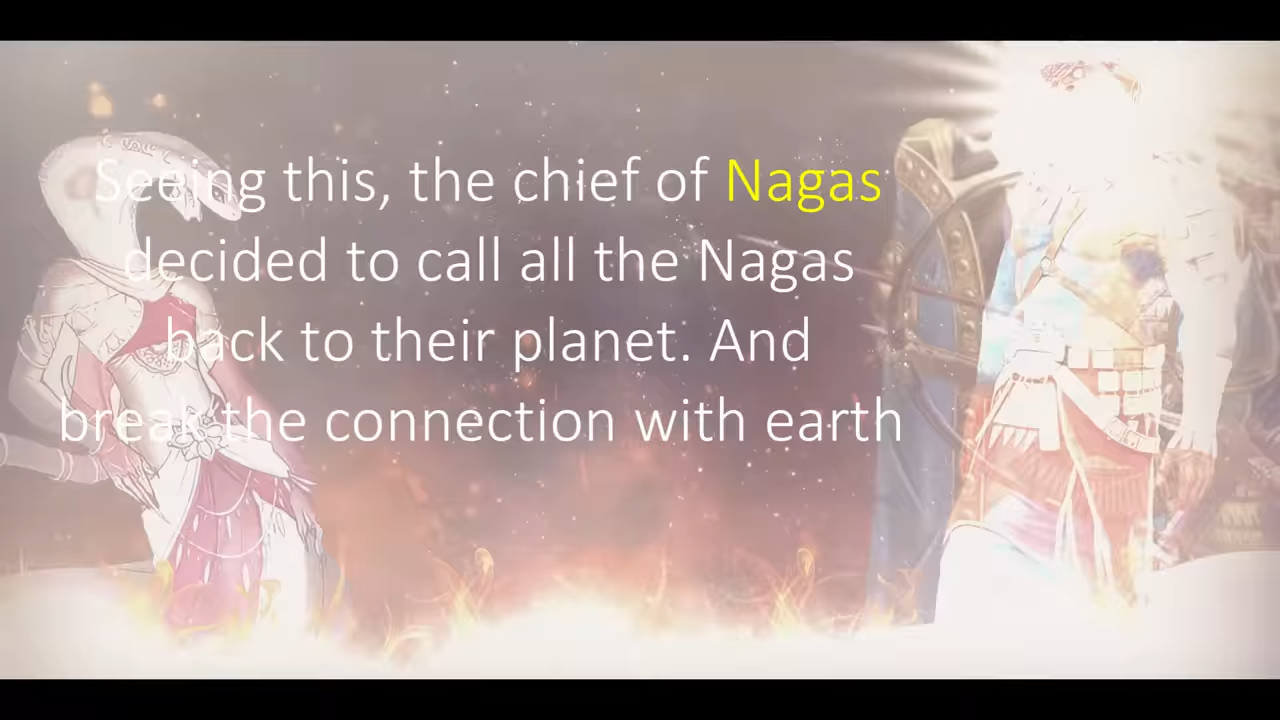 Seeing this, the chief of Nagas
decided to call all the Nagas
back to their planet. And
break the connection with earth